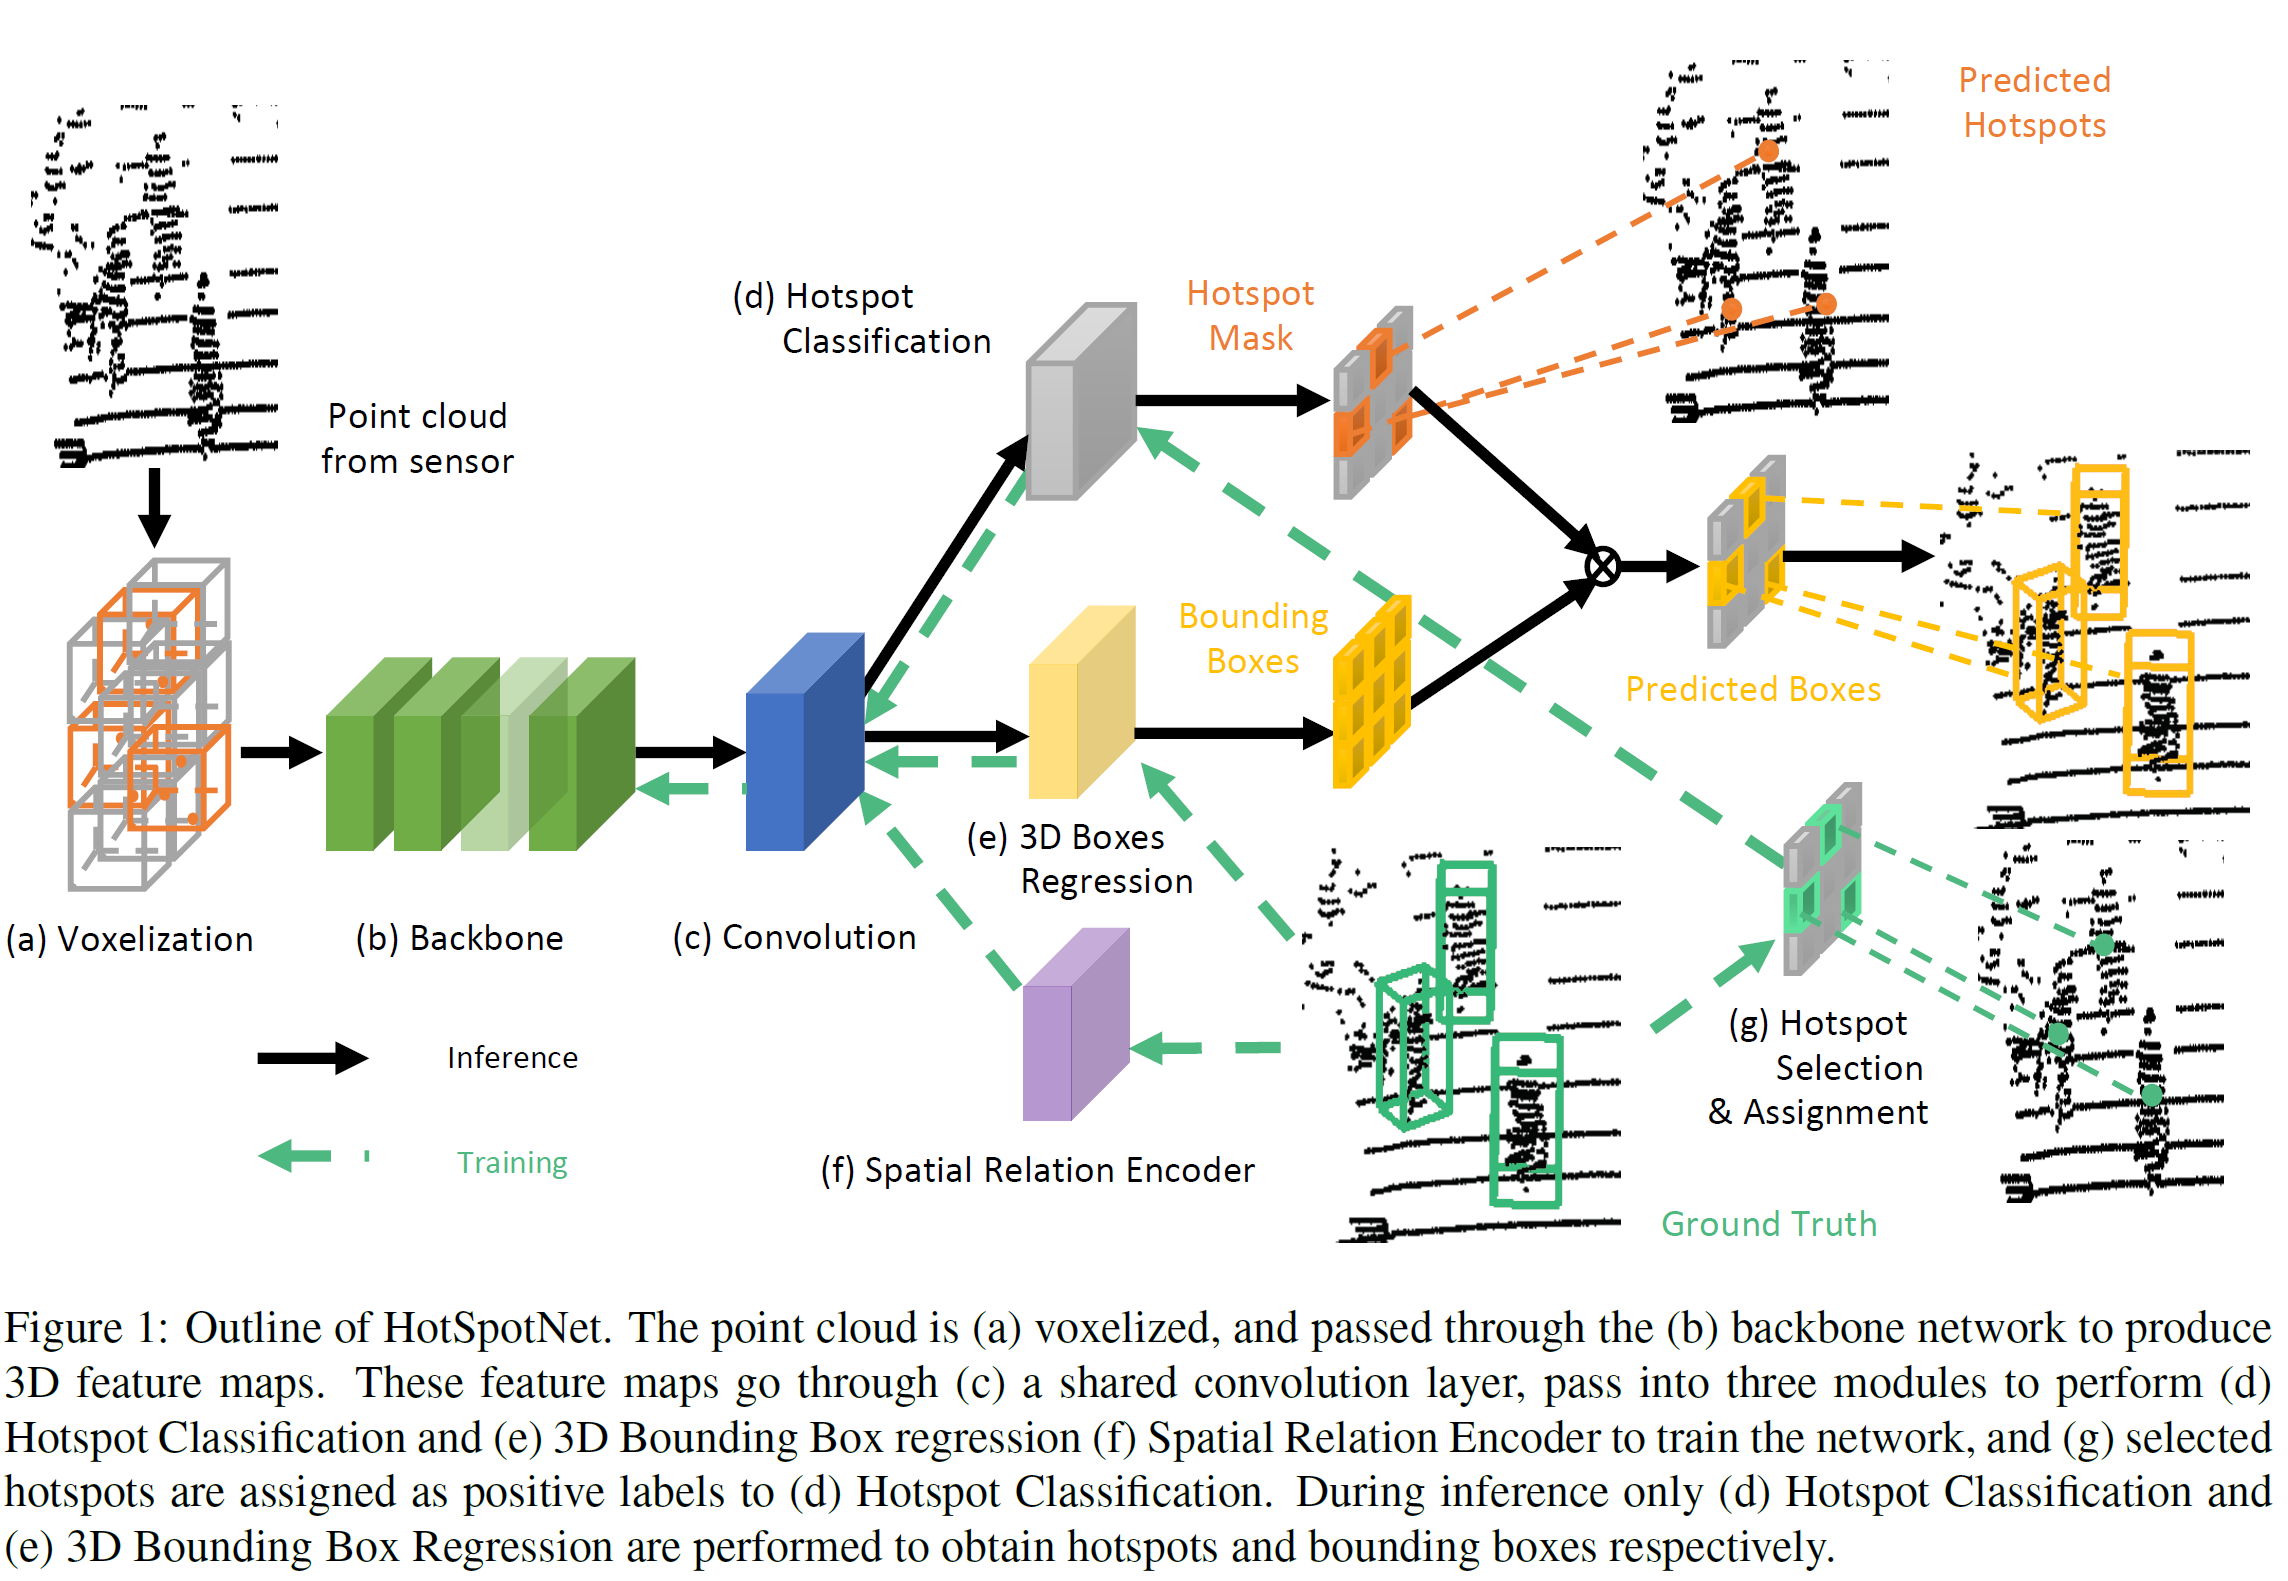 Predicted
Hotspots
(d) Hotspot
Classification
Hotspot
Mask
Point cloud
from sensor
Bounding
Boxes
Predicted Boxes
(e) 3D Boxes
Regression
(a) Voxelization
(b) Backbone
(c) Convolution
(g) Hotspot
Selection
& Assignment
Inference
Training
(f) Spatial Relation Encoder
Ground Truth
Figure 1: Outline of HotSpotNet. The point cloud is (a) voxelized, and passed through the (b) backbone network to produce
3D feature maps. These feature maps go through (c) a shared convolution layer, pass into three modules to perform (d)
Hotspot Classification and (e) 3D Bounding Box regression (f) Spatial Relation Encoder to train the network, and (g) selected
hotspots are assigned as positive labels to (d) Hotspot Classification. During inference only (d) Hotspot Classification and
(e) 3D Bounding Box Regression are performed to obtain hotspots and bounding boxes respectively.